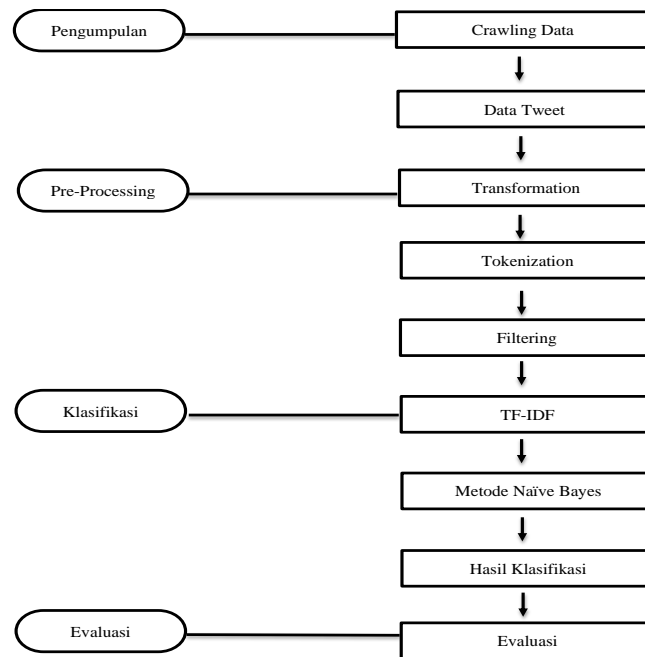 Pengumpulan
Crawling Data
Data Tweet
Pre-Processing
Transformation
Tokenization
Filtering
Klasifikasi
TF-IDF
Metode Naïve Bayes
Hasil Klasifikasi
Evaluasi
Evaluasi